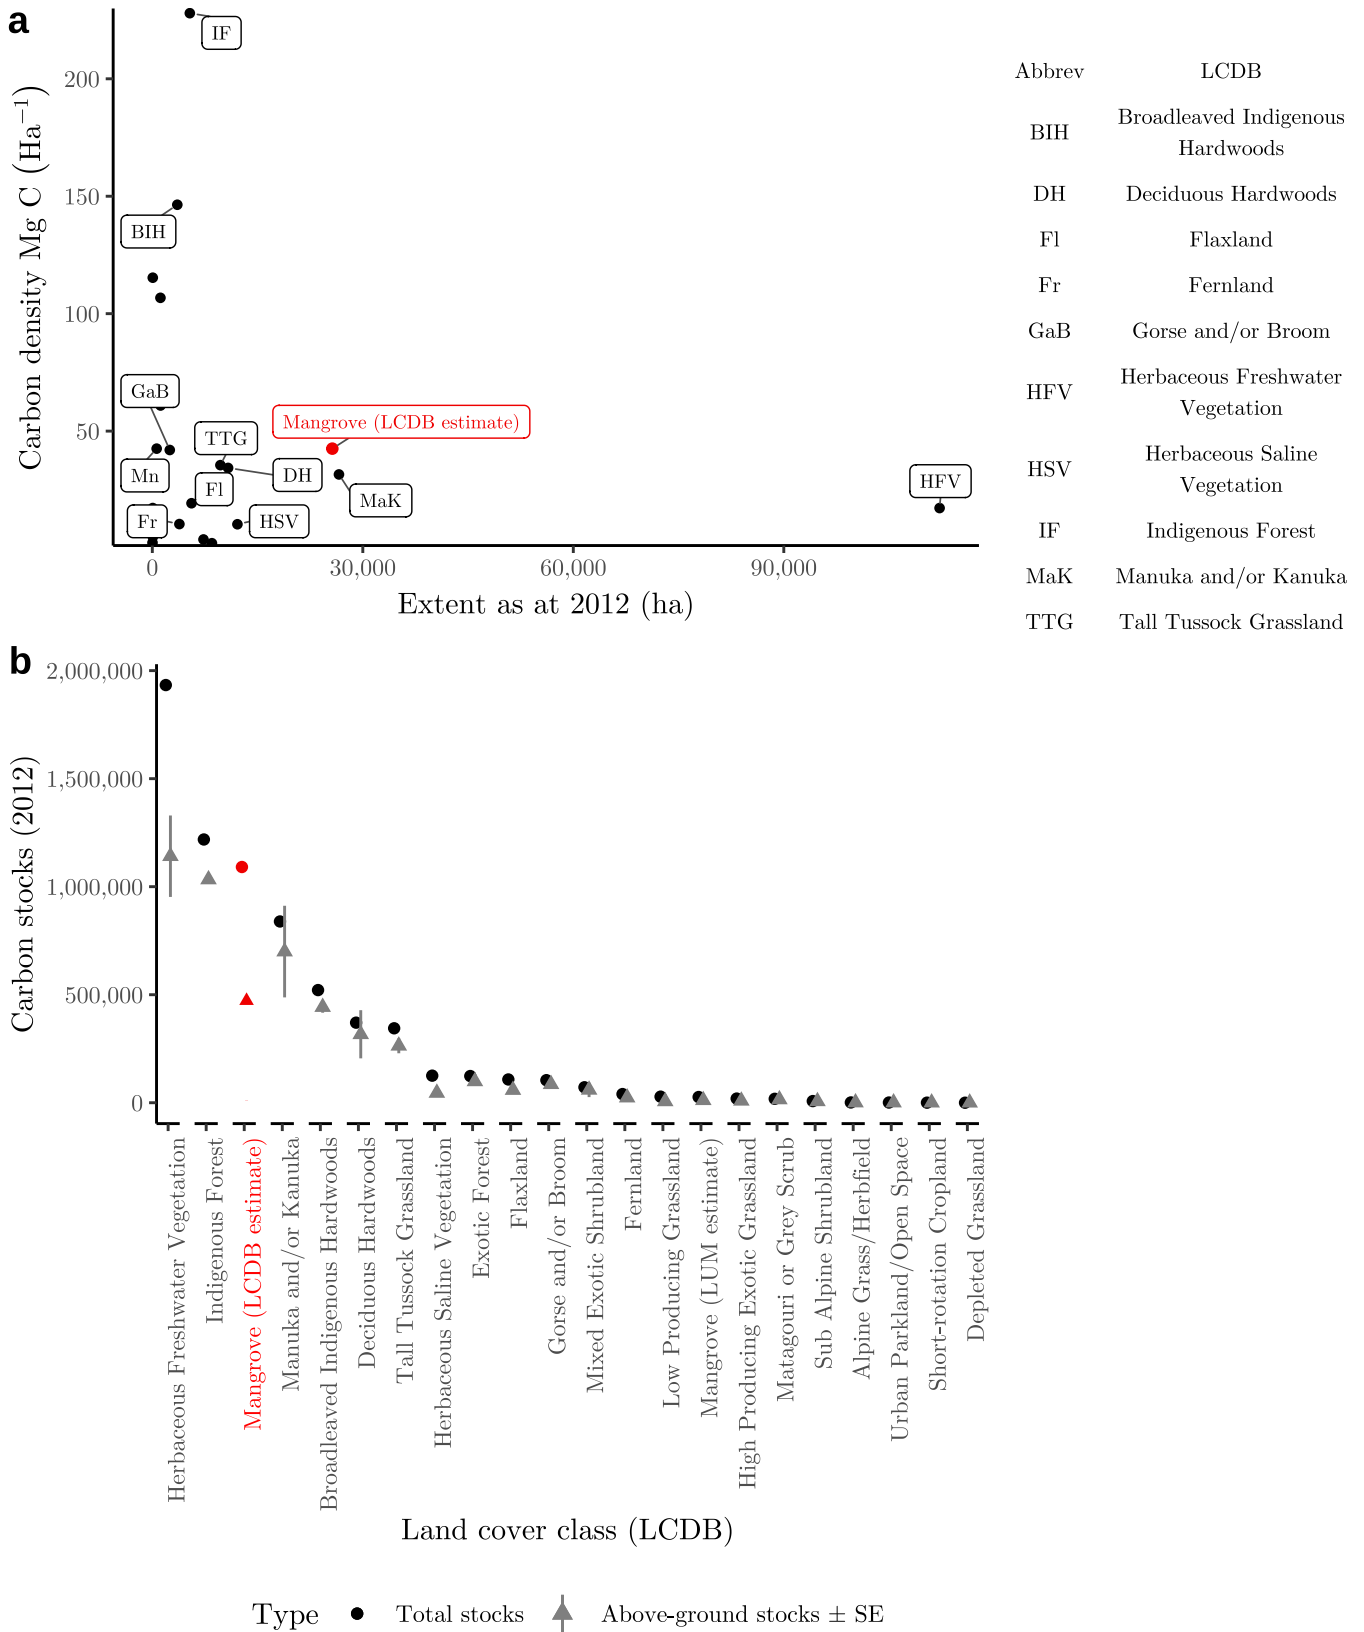 a
Carbon density Mg C (Ha⁻¹)
200
150
100
50
IF
BIH
GaB
Mangrove (LCDB estimate)
TTG
Mn
DH
Fl
MaK
HFV
Fr
HSV
0
30,000
60,000
90,000
Extent as at 2012 (ha)
Abbrev LCDB
BIH Broadleaved Indigenous
Hardwoods
DH Deciduous Hardwoods
Fl Flaxland
Fr Fernland
GaB Gorse and/or Broom
HFV Herbaceous Freshwater
Vegetation
HSV Herbaceous Saline
Vegetation
IF Indigenous Forest
MaK Manuka and/or Kanuka
TTG Tall Tussock Grassland
b
Carbon stocks (2012)
2,000,000
1,500,000
1,000,000
500,000
0
Herbaceous Freshwater Vegetation
Indigenous Forest
Mangrove (LCDB estimate)
Manuka and/or Kanuka
Broadleaved Indigenous Hardwoods
Deciduous Hardwoods
Tall Tussock Grassland
Herbaceous Saline Vegetation
Exotic Forest
Flaxland
Gorse and/or Broom
Mixed Exotic Shrubland
Fernland
Low Producing Grassland
Mangrove (LUM estimate)
High Producing Exotic Grassland
Matagouri or Grey Scrub
Sub Alpine Shrubland
Alpine Grass/Herbfield
Urban Parkland/Open Space
Short-rotation Cropland
Depleted Grassland
Land cover class (LCDB)
Type Total stocks Above-ground stocks ± SE